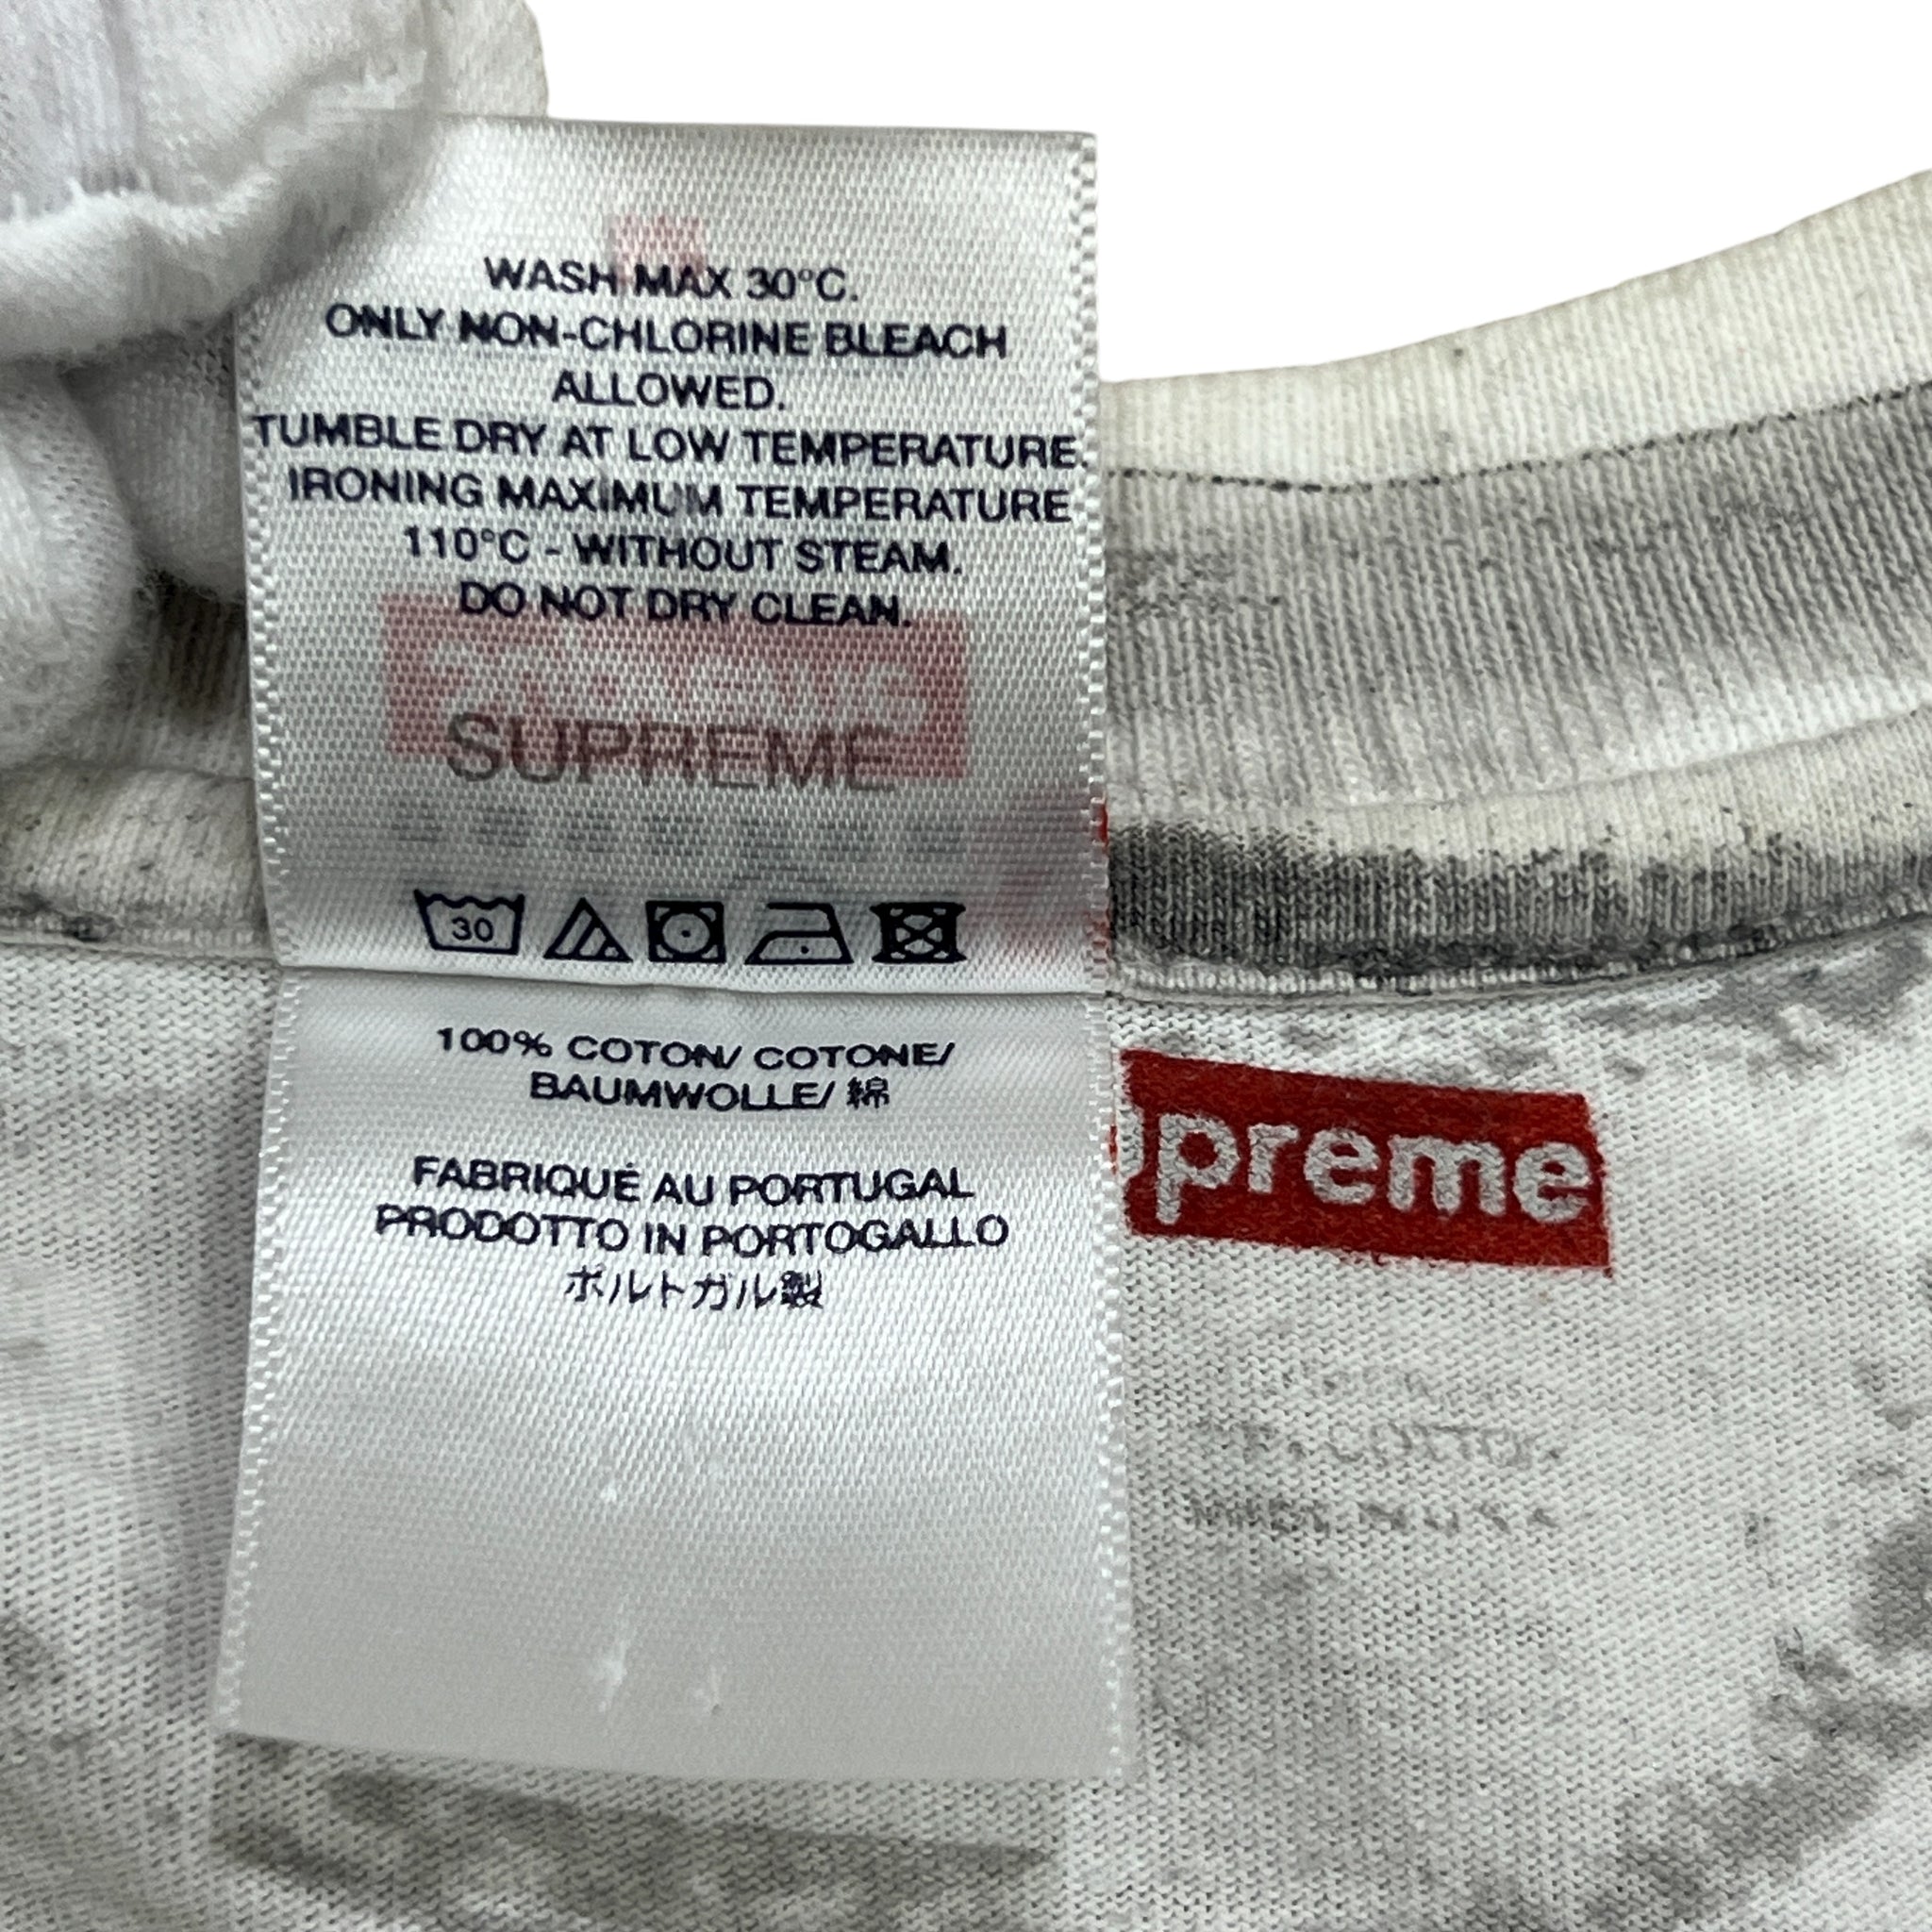 WASH MAX 30°C.
ONLY NON-CHLORINE BLEACH
ALLOWED.
TUMBLE DRY AT LOW TEMPERATURE.
IRONING MAXIMUM TEMPERATURE
110°C - WITHOUT STEAM.
DO NOT DRY CLEAN.
SUPREME
30
100% COTON/ COTONE/
BAUMWOLLE/ 綿
FABRIQUÉ AU PORTUGAL
PRODOTTO IN PORTOGALLO
ポルトガル製
preme
COTTON